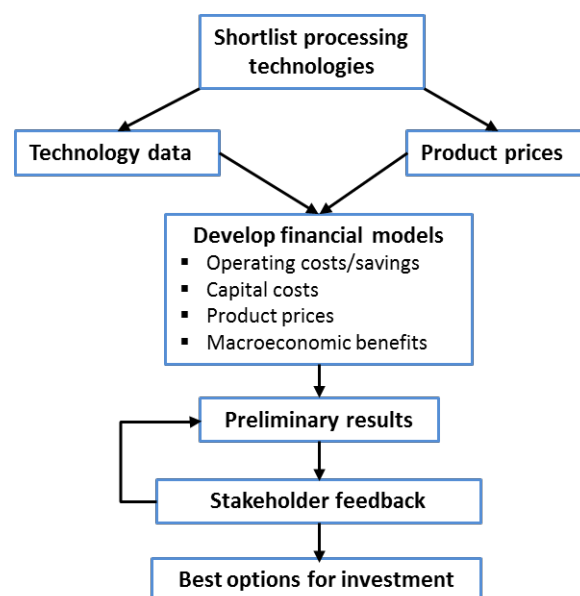 Shortlist processing
technologies
Technology data
Product prices
Develop financial models
▪ Operating costs/savings
▪ Capital costs
▪ Product prices
▪ Macroeconomic benefits
Preliminary results
Stakeholder feedback
Best options for investment